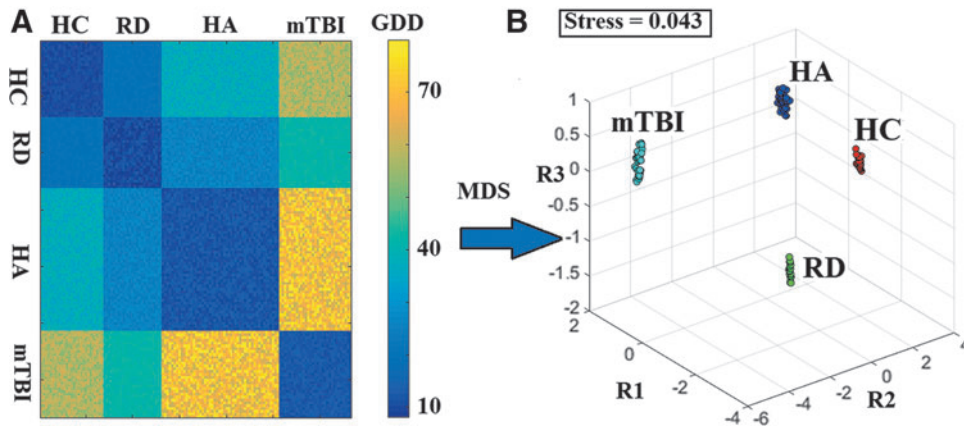 A
HC RD HA mTBI GDD
HC
RD
HA
mTBI
70
40
10
MDS
B
Stress = 0.043
HA
HC
mTBI
RD
R3
1
0.5
0
-0.5
-1
-1.5
-2
2
0
-2
-4
R1
-6
-4
-2
0
2
4
R2